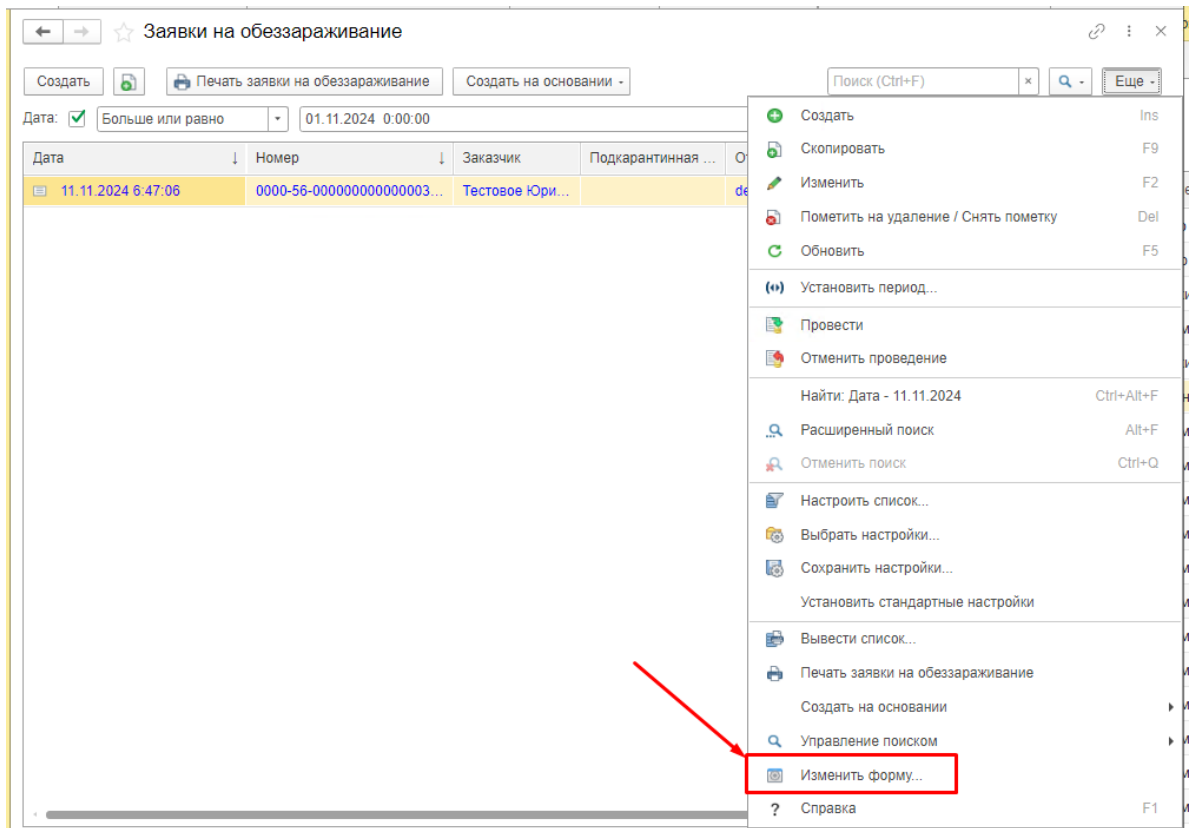 Заявки на обеззараживание
Создать Печать заявки на обеззараживание Создать на основании Поиск (Ctrl+F) × Еще
Дата: Больше или равно 01.11.2024 0:00:00
Дата ↓ Номер ↓ Заказчик Подкарантинная ...
11.11.2024 6:47:06 0000-56-000000000000003... Тестовое Юри... de
Создать Ins
Скопировать F9
Изменить F2
Пометить на удаление / Снять пометку Del
Обновить F5
Установить период...
Провести
Отменить проведение
Найти: Дата - 11.11.2024 Ctrl+Alt+F
Расширенный поиск Alt+F
Отменить поиск Ctrl+Q
Настроить список...
Выбрать настройки...
Сохранить настройки...
Установить стандартные настройки
Вывести список...
Печать заявки на обеззараживание
Создать на основании
Управление поиском
Изменить форму...
? Справка F1